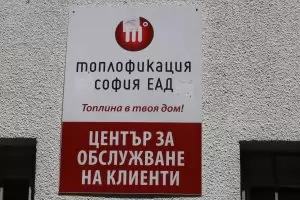 топлофикация
софия ЕАД
Топлина в твоя дом!
ЦЕНТЪР ЗА
ОБСЛУЖВАНЕ
НА КЛИЕНТИ